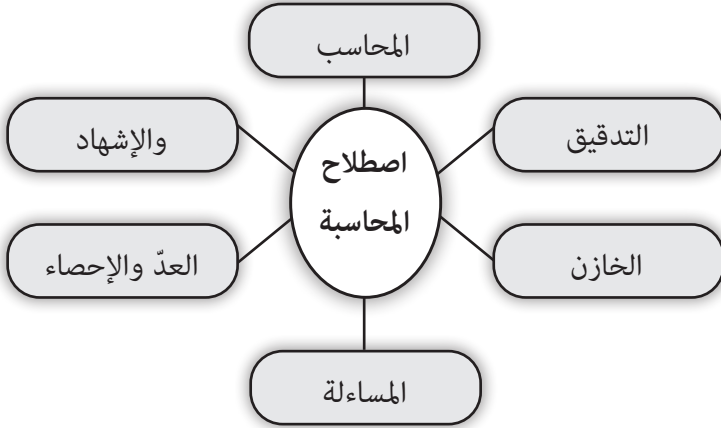 المحاسب
التدقيق
والإشهاد
اصطلاح
المحاسبة
الخازن
العدّ والإحصاء
المساءلة